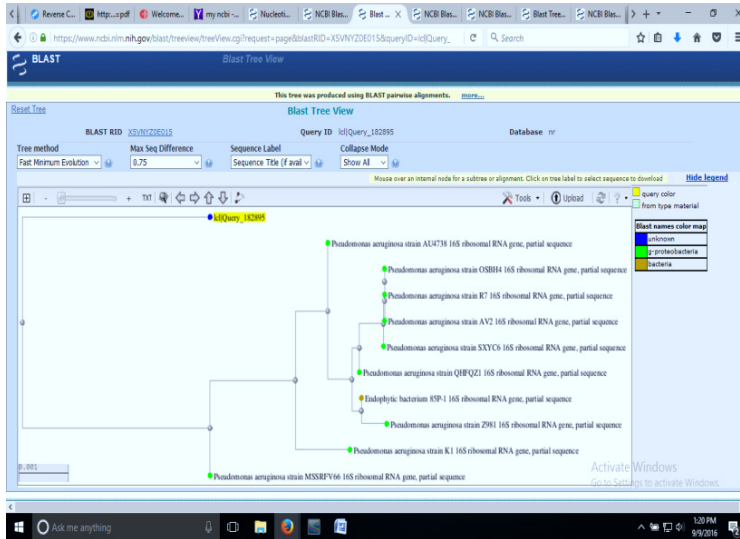 Revene C...
http:...spdf
Welcome...
my ncbi -...
Nucleoti...
NCBI Blas...
Blast ...
NCBI Blas...
NCBI Blas...
Blast Tree...
NCBI Blas...
https://www.ncbi.nlm.nih.gov/blast/treeview/treeView.cgi?request=page&blastRID=XSVNYZ0E015&queryID=lcl|Query_
Search
BLAST
Blast Tree View
This tree was produced using BLAST pairwise alignments. more...
Reset Tree
Blast Tree View
BLAST RID XSVNYZ0E015 Query ID lcl|Query_182895 Database nr
Tree method Max Seq Difference Sequence Label Collapse Mode
Fast Minimum Evolution 0.75 Sequence Title (if avail Show All
Mouse over an internal node for a subtree or alignment. Click on tree label to select sequence to download Hide legend
TXT Tools Upload
query color
from type material
Blast names color map
unknown
g-proteobacteria
bacteria
lcl|Query_182895
Pseudomonas aeruginosa strain AU4738 16S ribosomal RNA gene, partial sequence
Pseudomonas aeruginosa strain OSBH4 16S ribosomal RNA gene, partial sequence
Pseudomonas aeruginosa strain R7 16S ribosomal RNA gene, partial sequence
Pseudomonas aeruginosa strain AV2 16S ribosomal RNA gene, partial sequence
Pseudomonas aeruginosa strain SXYC6 16S ribosomal RNA gene, partial sequence
Pseudomonas aeruginosa strain QHFQZ1 16S ribosomal RNA gene, partial sequence
Endophytic bacterium 85P-1 16S ribosomal RNA gene, partial sequence
Pseudomonas aeruginosa strain Z981 16S ribosomal RNA gene, partial sequence
Pseudomonas aeruginosa strain K1 16S ribosomal RNA gene, partial sequence
Pseudomonas aeruginosa strain MSSRFV66 16S ribosomal RNA gene, partial sequence
0.001
Activate Windows
Go to Settings to activate Windows.
Ask me anything
1:20 PM
9/9/2016